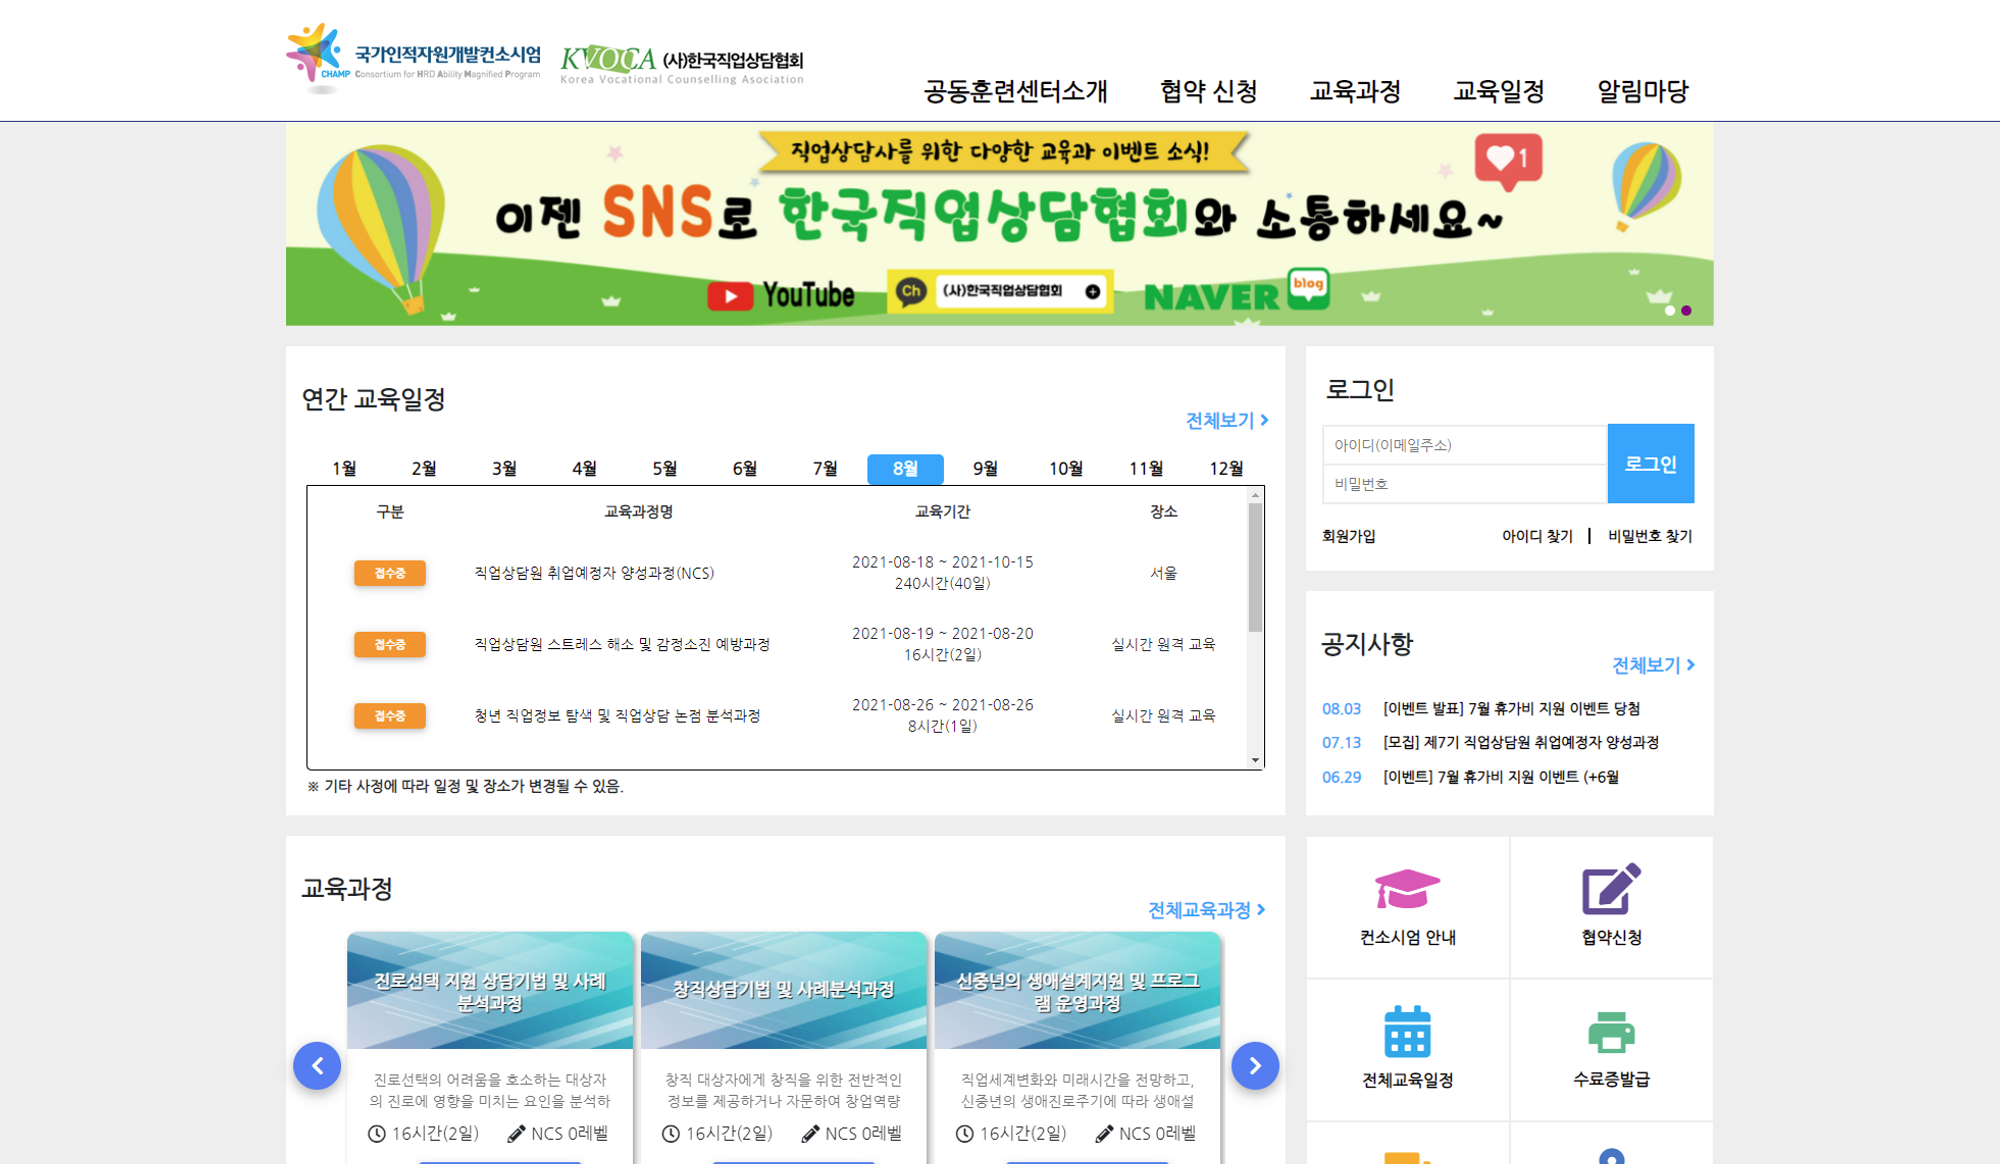 국가인적자원개발컨소시엄
CHAMP Consortium for HRD Ability Magnified Program
KVOCA (사)한국직업상담협회
Korea Vocational Counselling Asociation
공동훈련센터소개 협약 신청 교육과정 교육일정 알림마당
직업상담사를 위한 다양한 교육과 이벤트 소식!
1
이젠 SNS로 한국직업상담협회와 소통하세요~
YouTube
Ch (사)한국직업상담협회
NAVER blog
연간 교육일정
전체보기
1월 2월 3월 4월 5월 6월 7월 8월 9월 10월 11월 12월
구분 교육과정명 교육기간 장소
접수중 직업상담원 취업예정자 양성과정(NCS) 2021-08-18 ~ 2021-10-15 서울
240시간(40일)
접수중 직업상담원 스트레스 해소 및 감정소진 예방과정 2021-08-19 ~ 2021-08-20 실시간 원격 교육
16시간(2일)
접수중 청년 직업정보 탐색 및 직업상담 논점 분석과정 2021-08-26 ~ 2021-08-26 실시간 원격 교육
8시간(1일)
※ 기타 사정에 따라 일정 및 장소가 변경될 수 있음.
로그인
아이디(이메일주소)
비밀번호
로그인
회원가입 아이디 찾기 | 비밀번호 찾기
공지사항
전체보기
08.03 [이벤트 발표] 7월 휴가비 지원 이벤트 당첨
07.13 [모집] 제7기 직업상담원 취업예정자 양성과정
06.29 [이벤트] 7월 휴가비 지원 이벤트 (+6월
교육과정
전체교육과정
진로선택 지원 상담기법 및 사례
분석과정
진로선택의 어려움을 호소하는 대상자
의 진로에 영향을 미치는 요인을 분석하
16시간(2일) NCS 0레벨
창직상담기법 및 사례분석과정
창직 대상자에게 창직을 위한 전반적인
정보를 제공하거나 자문하여 창업역량
16시간(2일) NCS 0레벨
신중년의 생애설계지원 및 프로그
램 운영과정
직업세계변화와 미래시간을 전망하고,
신중년의 생애진로주기에 따라 생애설
16시간(2일) NCS 0레벨
컨소시엄 안내 협약신청
전체교육일정 수료증발급